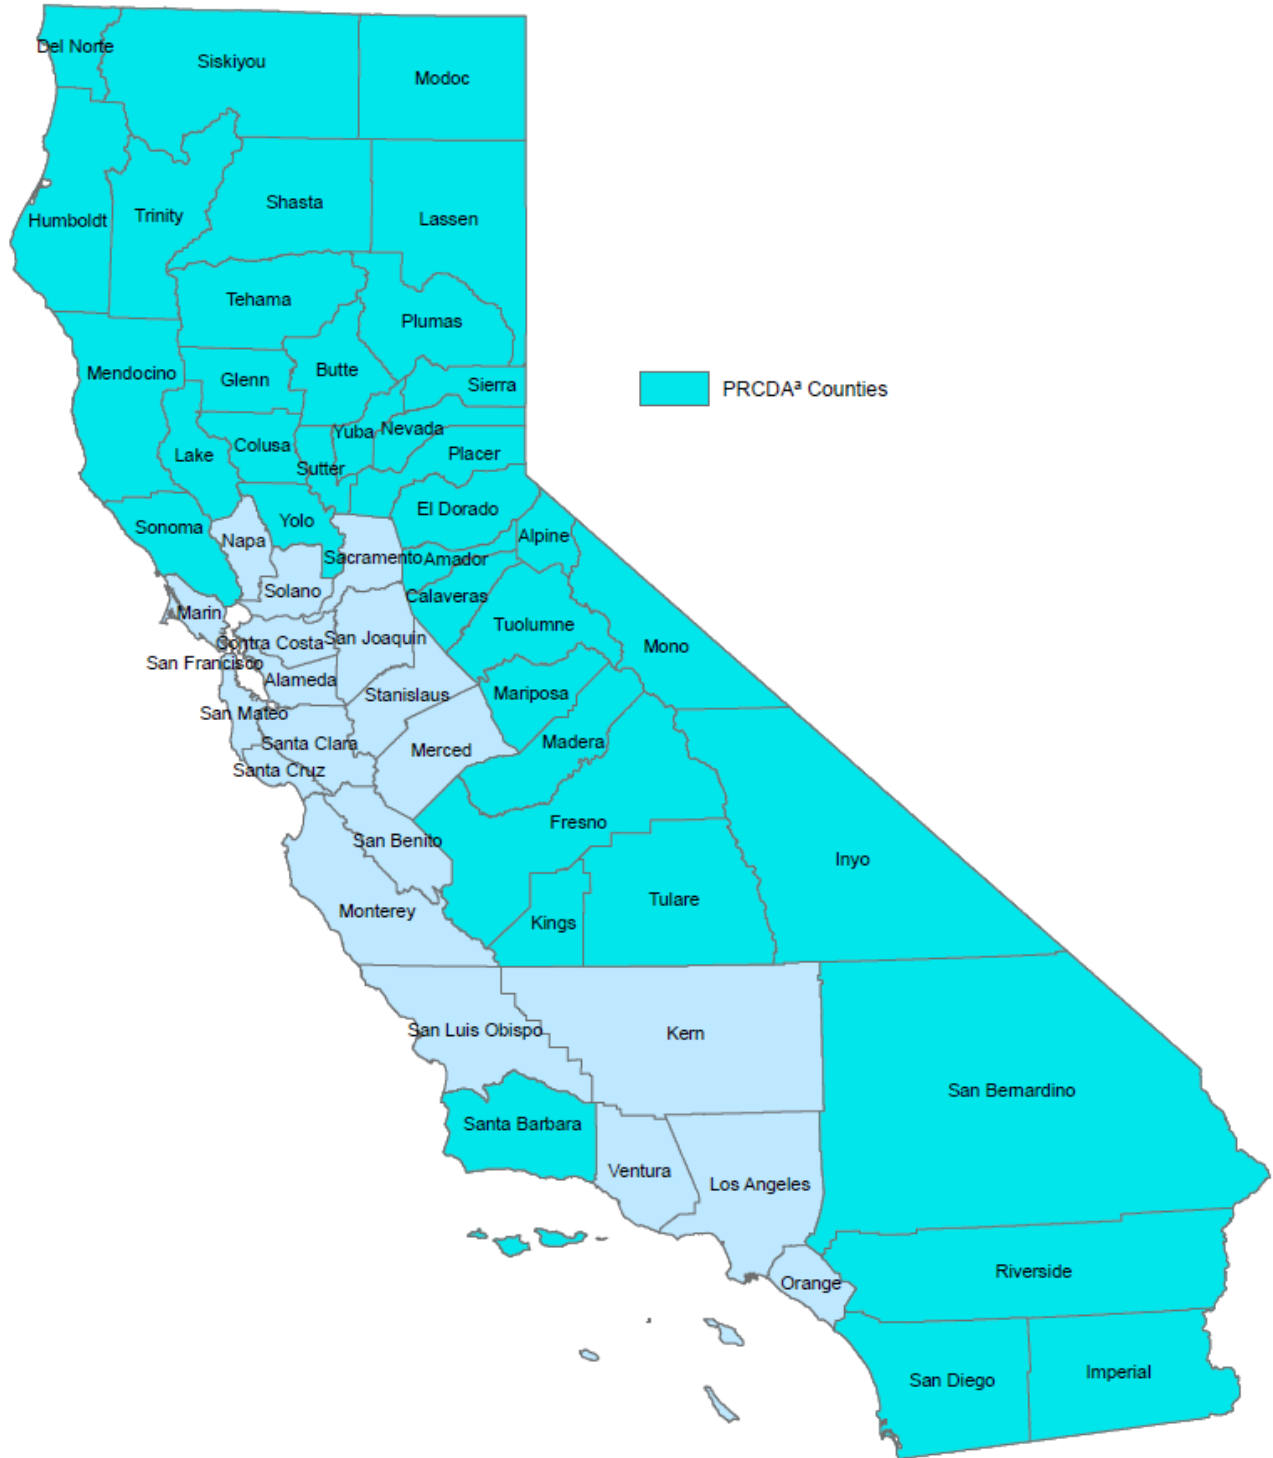 Del Norte
Siskiyou
Modoc
Humboldt
Trinity
Shasta
Lassen
Tehama
Plumas
Mendocino
Glenn
Butte
Sierra
PRCDAª Counties
Lake
Colusa
Sutter
Yuba
Nevada
Placer
Sonoma
Napa
Yolo
El Dorado
Alpine
Sacramento
Amador
Solano
Calaveras
Marin
Contra Costa
San Joaquin
Tuolumne
Mono
San Francisco
Alameda
Stanislaus
Mariposa
San Mateo
Santa Clara
Merced
Madera
Santa Cruz
San Benito
Fresno
Inyo
Monterey
Kings
Tulare
San Luis Obispo
Kern
San Bernardino
Santa Barbara
Ventura
Los Angeles
Orange
Riverside
San Diego
Imperial